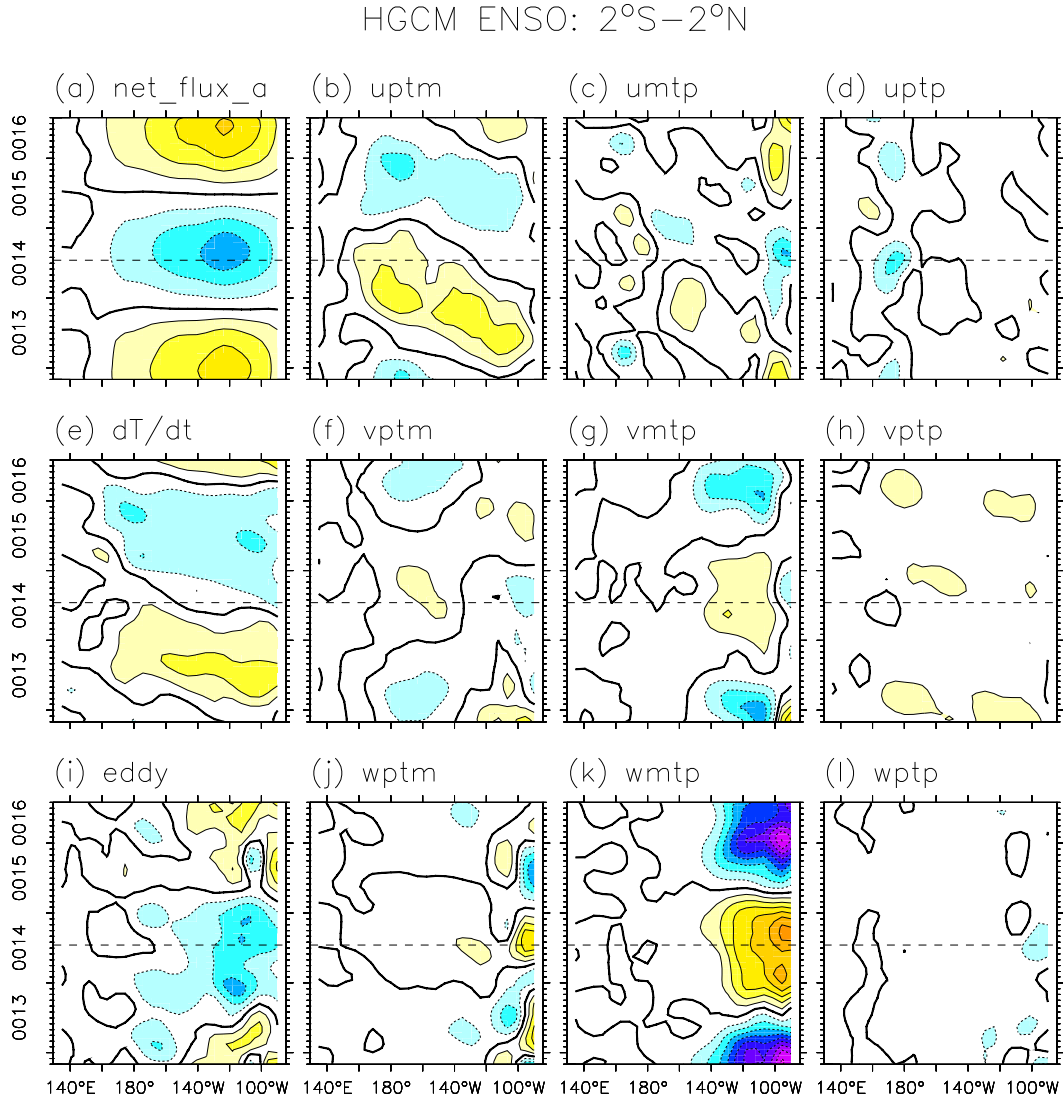 HGCM ENSO: 2°S−2°N
(a) net_flux_a
(b) uptm
(c) umtp
(d) uptp
0016
0015
0014
0013
(e) dT/dt
(f) vptm
(g) vmtp
(h) vptp
0016
0015
0014
0013
(i) eddy
(j) wptm
(k) wmtp
(l) wptp
0016
0015
0014
0013
140°E 180° 140°W 100°W
140°E 180° 140°W 100°W
140°E 180° 140°W 100°W
140°E 180° 140°W 100°W